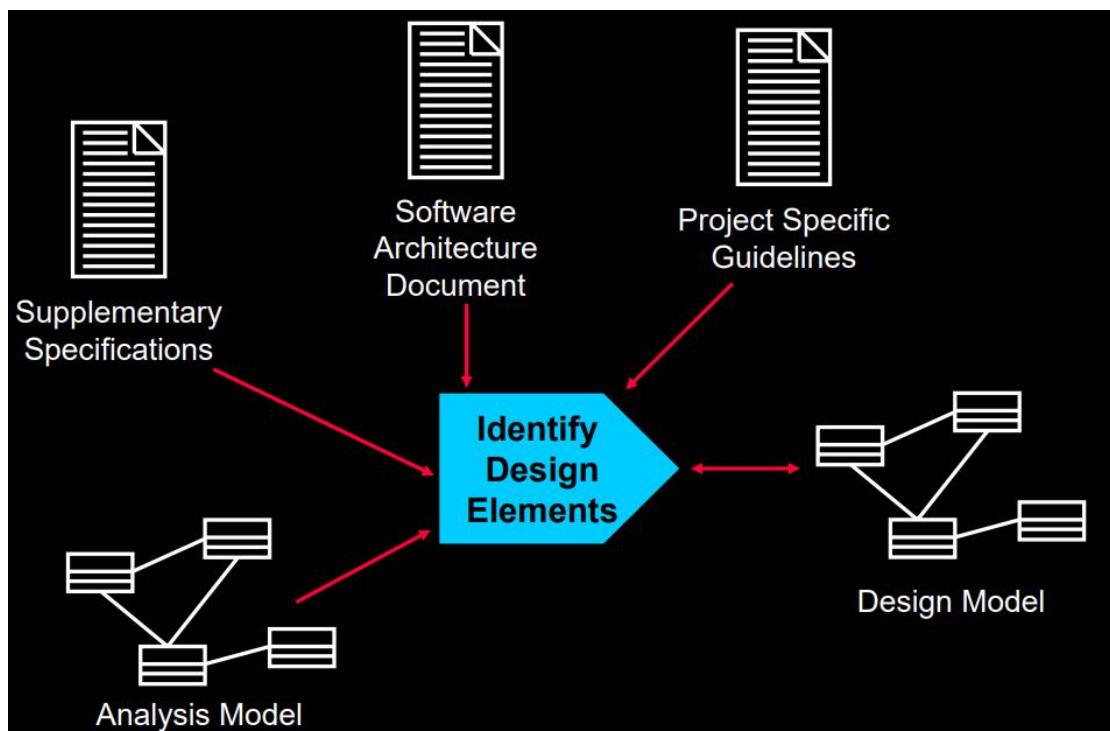 Software
Architecture
Document
Project Specific
Guidelines
Supplementary
Specifications
Identify
Design
Elements
Design Model
Analysis Model